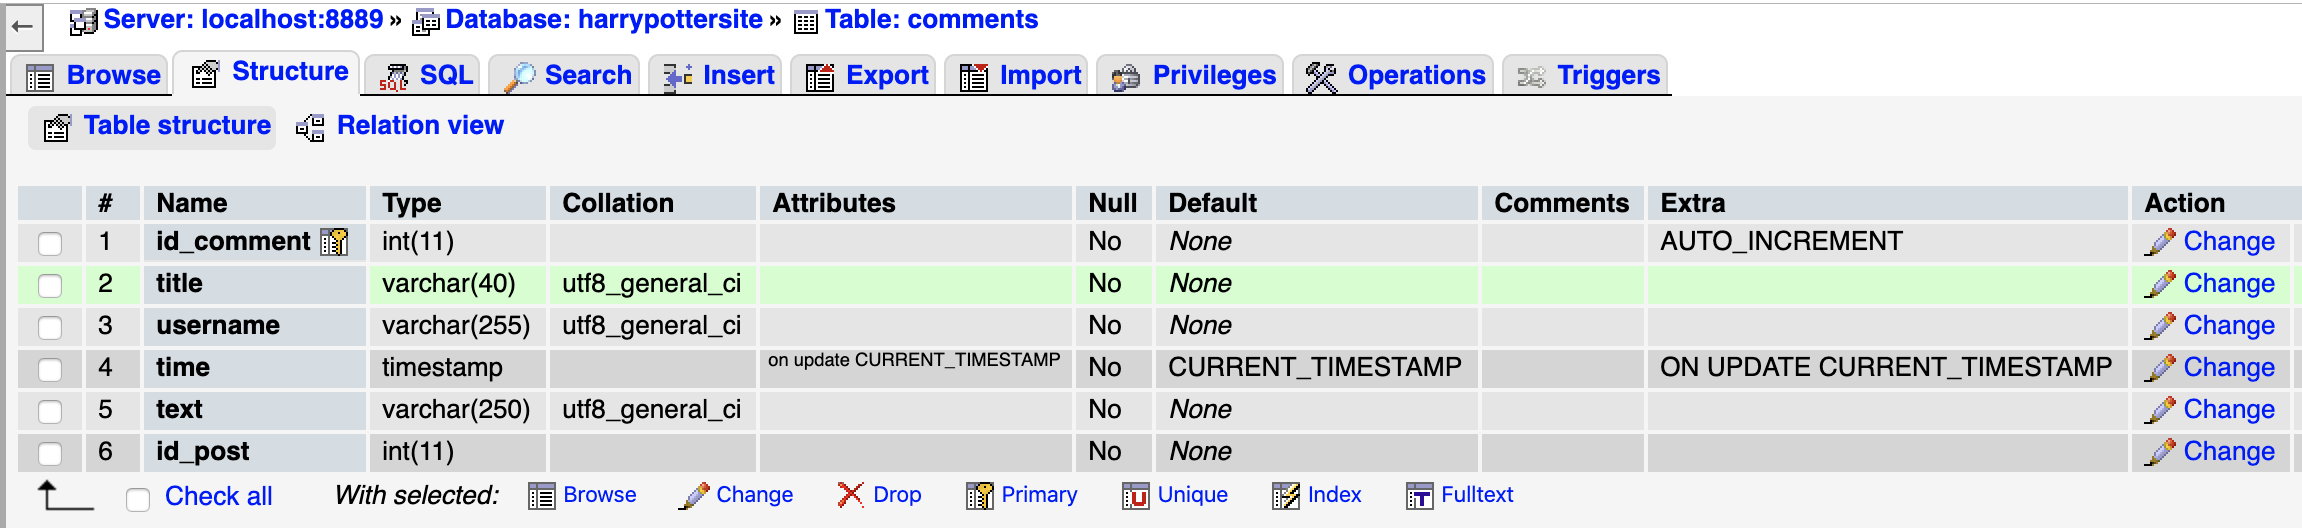 ← Server: localhost:8889 » Database: harrypottersite » Table: comments
Browse Structure SQL Search Insert Export Import Privileges Operations Triggers
Table structure Relation view
# Name Type Collation Attributes Null Default Comments Extra Action
1 id_comment int(11) No None AUTO_INCREMENT Change
2 title varchar(40) utf8_general_ci No None Change
3 username varchar(255) utf8_general_ci No None Change
4 time timestamp on update CURRENT_TIMESTAMP No CURRENT_TIMESTAMP ON UPDATE CURRENT_TIMESTAMP Change
5 text varchar(250) utf8_general_ci No None Change
6 id_post int(11) No None Change
Check all With selected: Browse Change Drop Primary Unique Index Fulltext